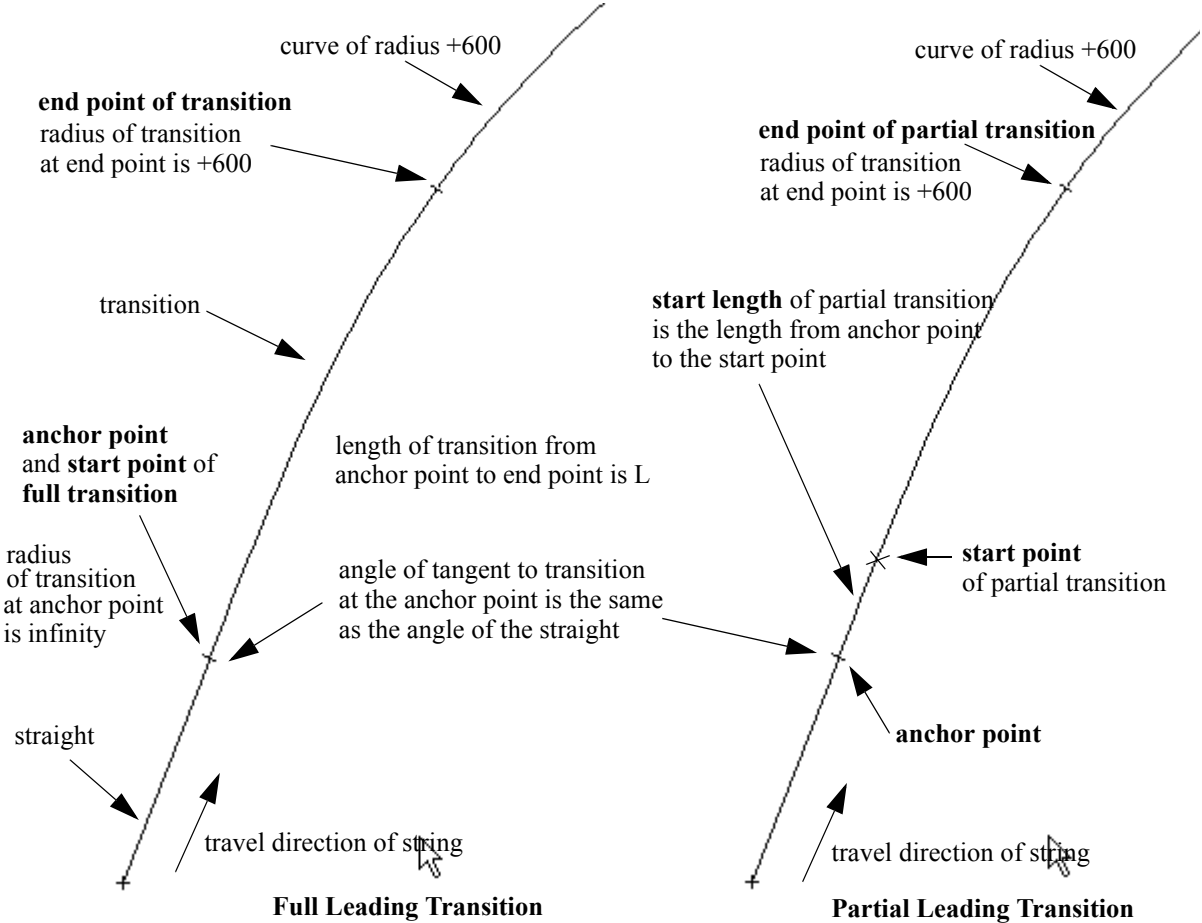 curve of radius +600
end point of transition
radius of transition
at end point is +600
transition
anchor point
and start point of
full transition
length of transition from
anchor point to end point is L
radius
of transition
at anchor point
is infinity
angle of tangent to transition
at the anchor point is the same
as the angle of the straight
straight
travel direction of string
Full Leading Transition
curve of radius +600
end point of partial transition
radius of transition
at end point is +600
start length of partial transition
is the length from anchor point
to the start point
start point
of partial transition
anchor point
travel direction of string
Partial Leading Transition